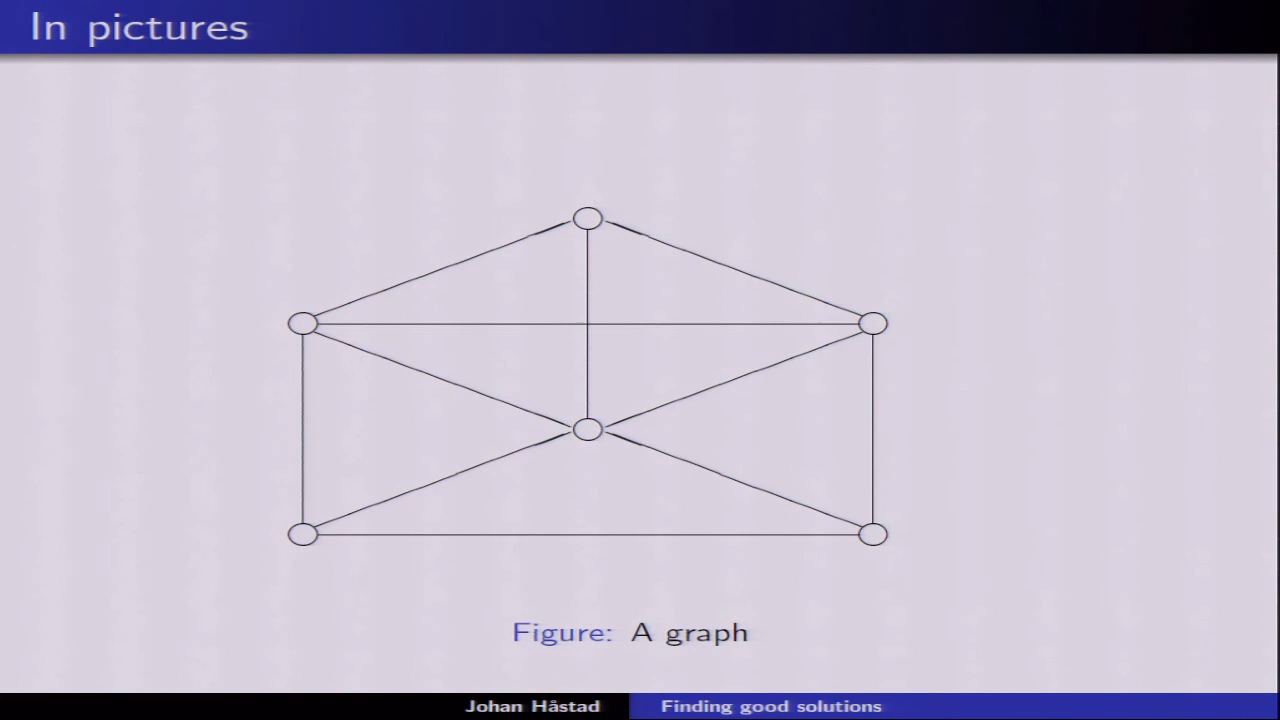 In pictures
Figure: A graph
Johan Håstad
Finding good solutions